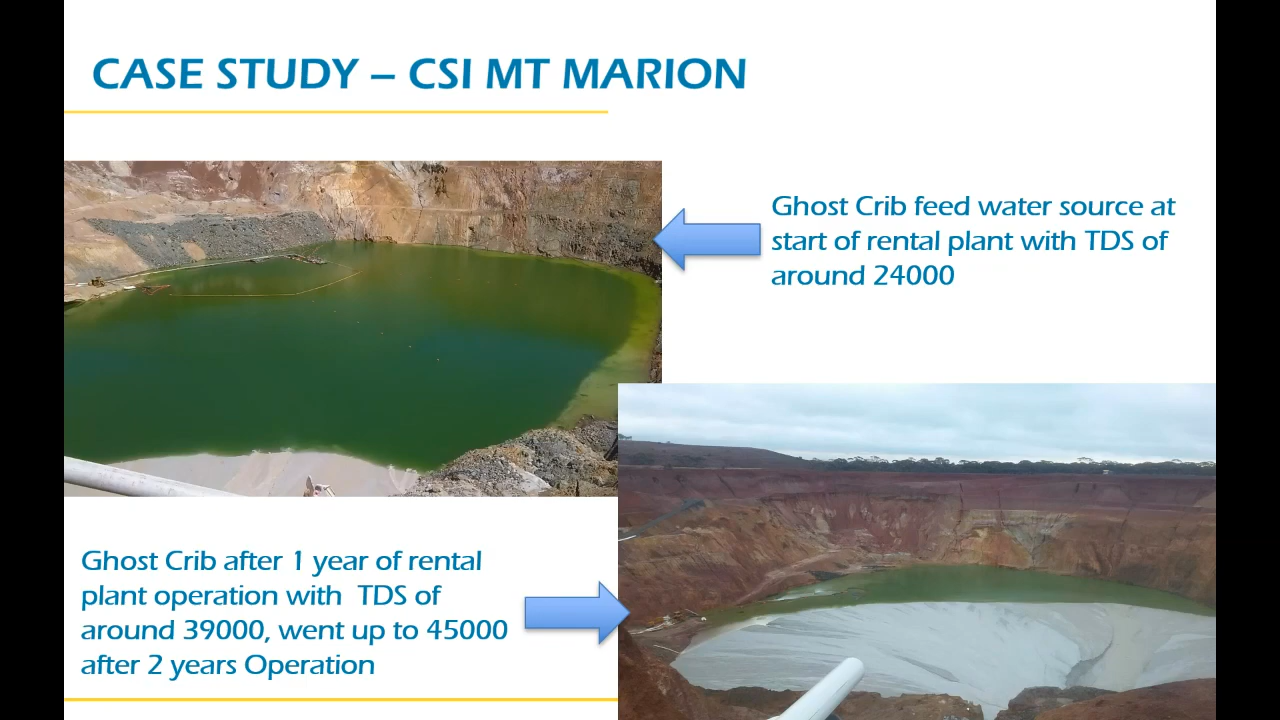 CASE STUDY – CSI MT MARION
Ghost Crib feed water source at
start of rental plant with TDS of
around 24000
Ghost Crib after 1 year of rental
plant operation with  TDS of
around 39000, went up to 45000
after 2 years Operation